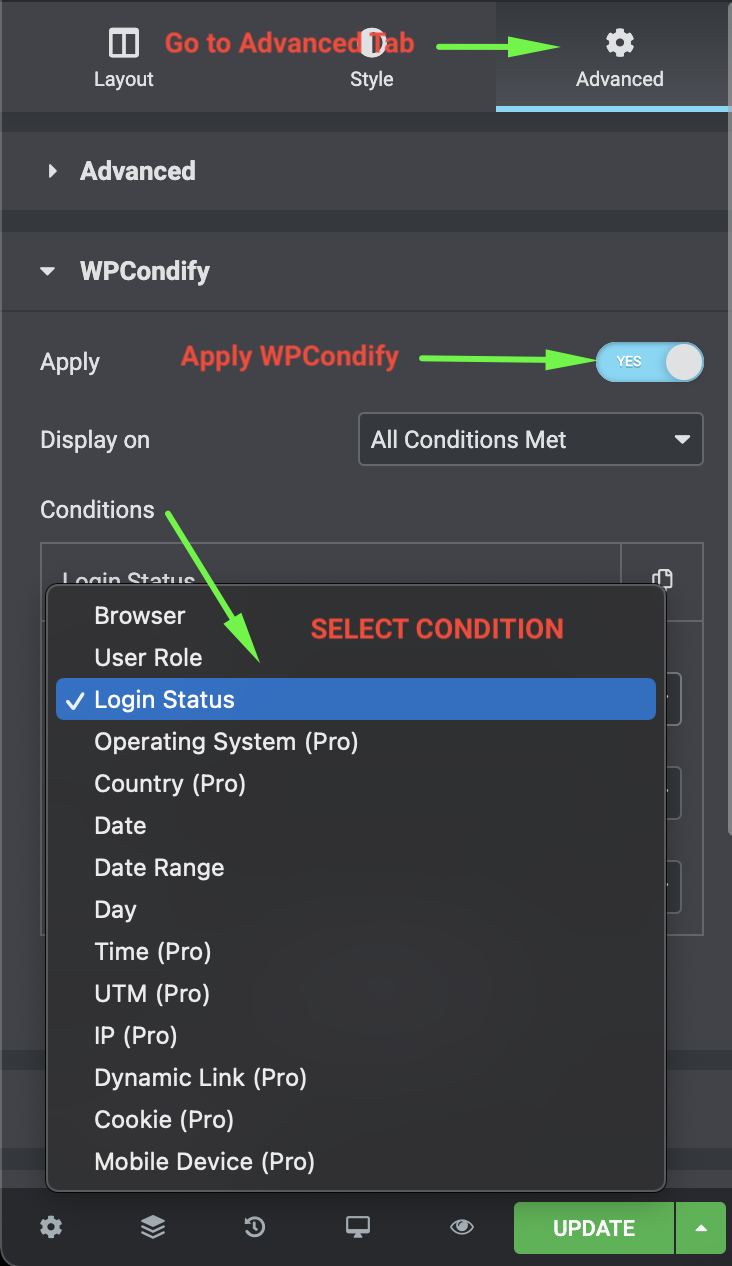 Go to Advanced Tab
Layout
Style
Advanced
Advanced
WPCondify
Apply
Apply WPCondify
YES
Display on
All Conditions Met
Conditions
Login Status
SELECT CONDITION
Browser
User Role
Login Status
Operating System (Pro)
Country (Pro)
Date
Date Range
Day
Time (Pro)
UTM (Pro)
IP (Pro)
Dynamic Link (Pro)
Cookie (Pro)
Mobile Device (Pro)
UPDATE